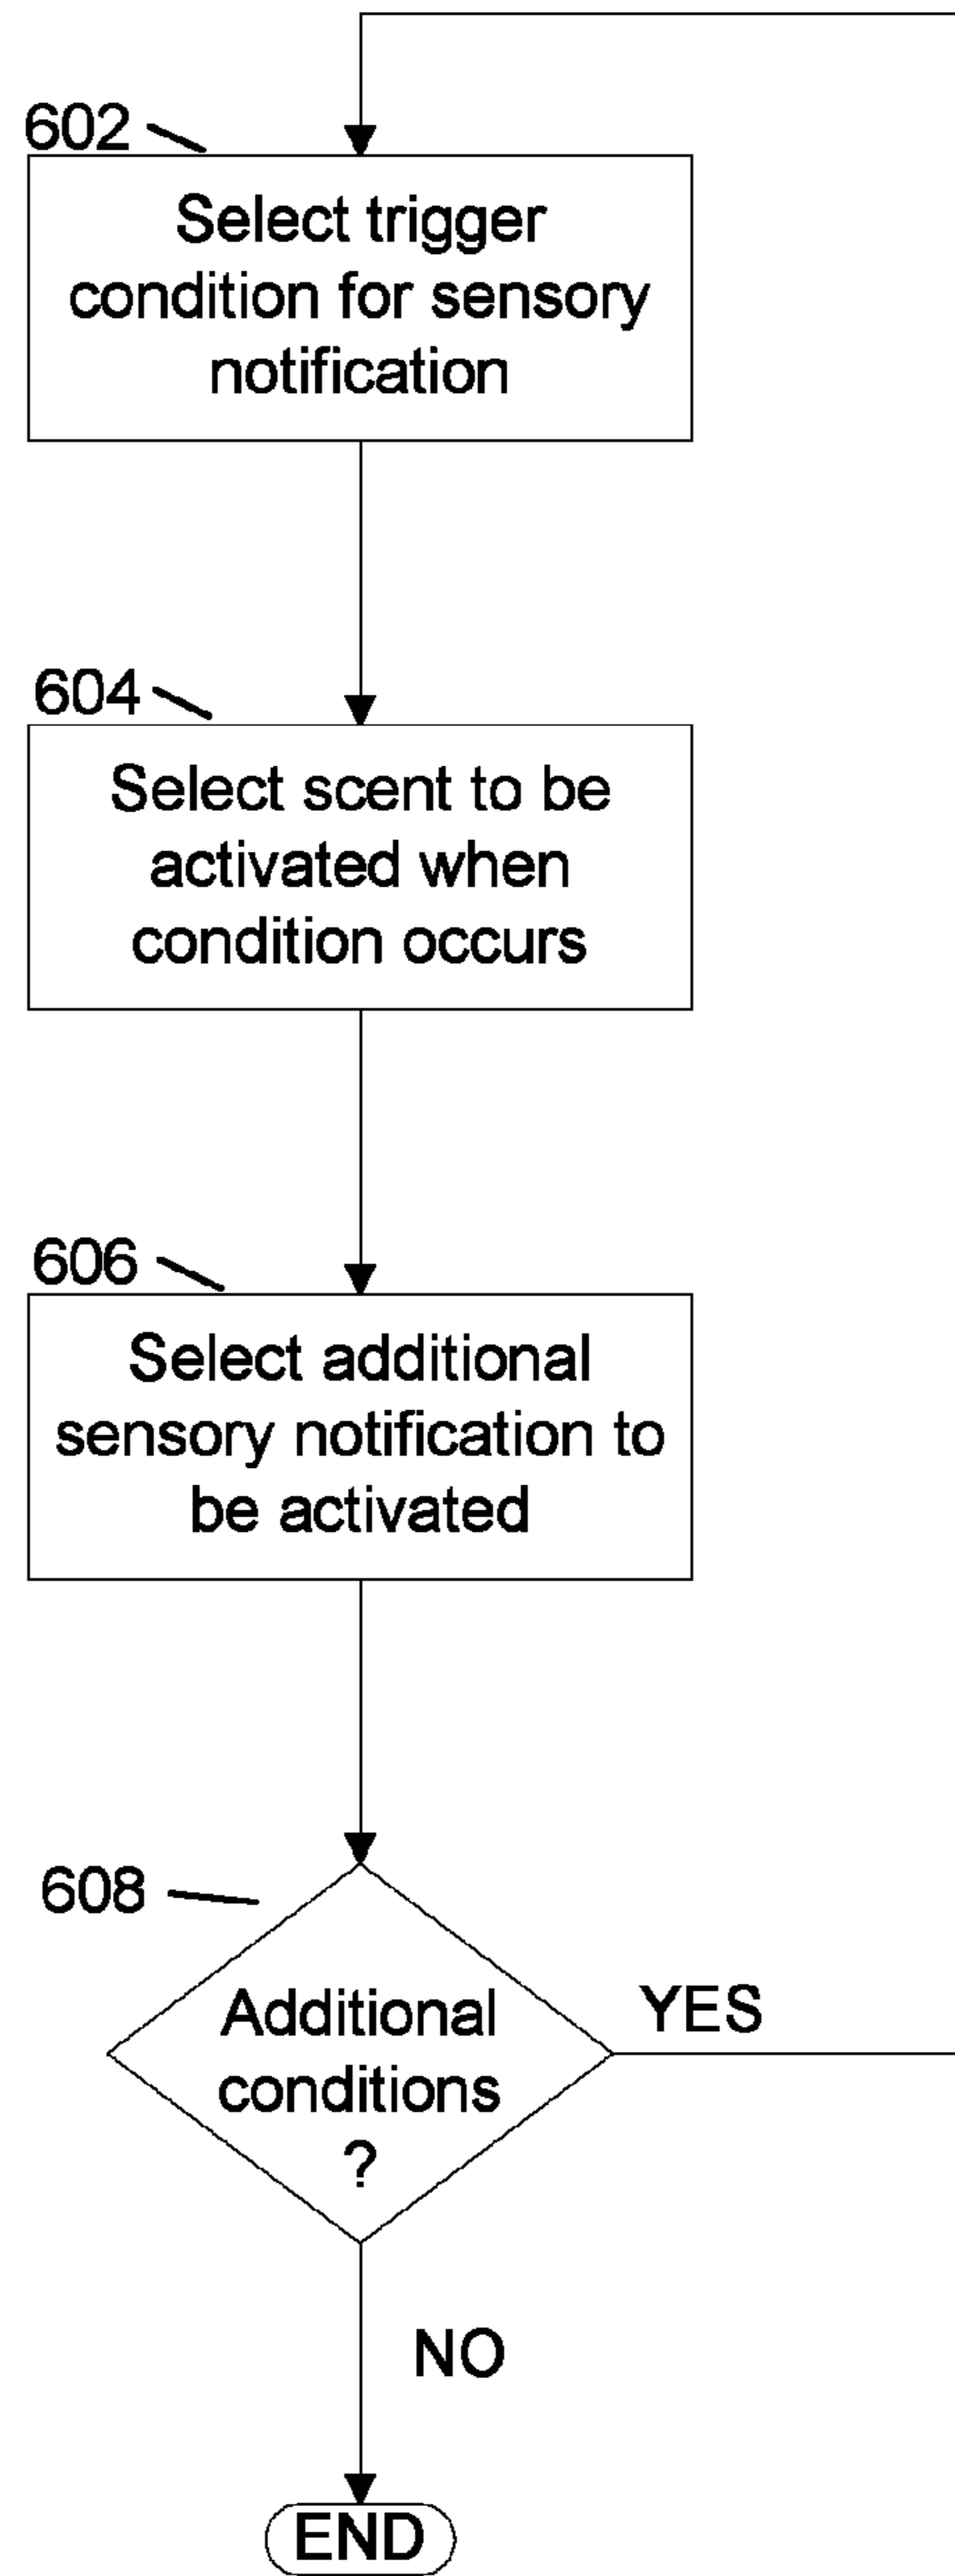 602
Select trigger
condition for sensory
notification
604
Select scent to be
activated when
condition occurs
606
Select additional
sensory notification to
be activated
608
Additional
conditions
?
YES
NO
END